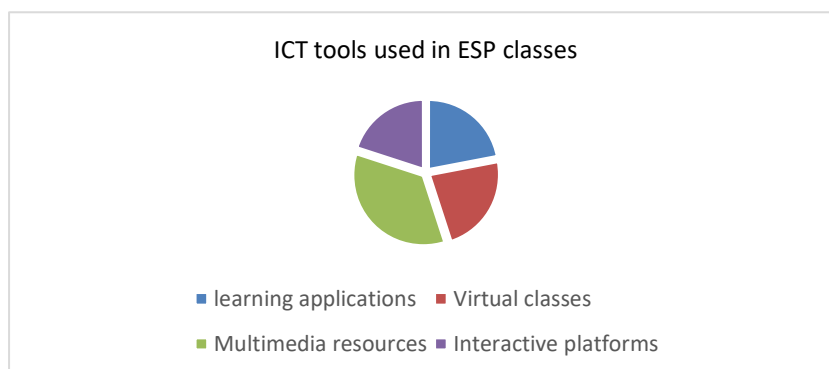 ICT tools used in ESP classes
learning applications Virtual classes
Multimedia resources Interactive platforms